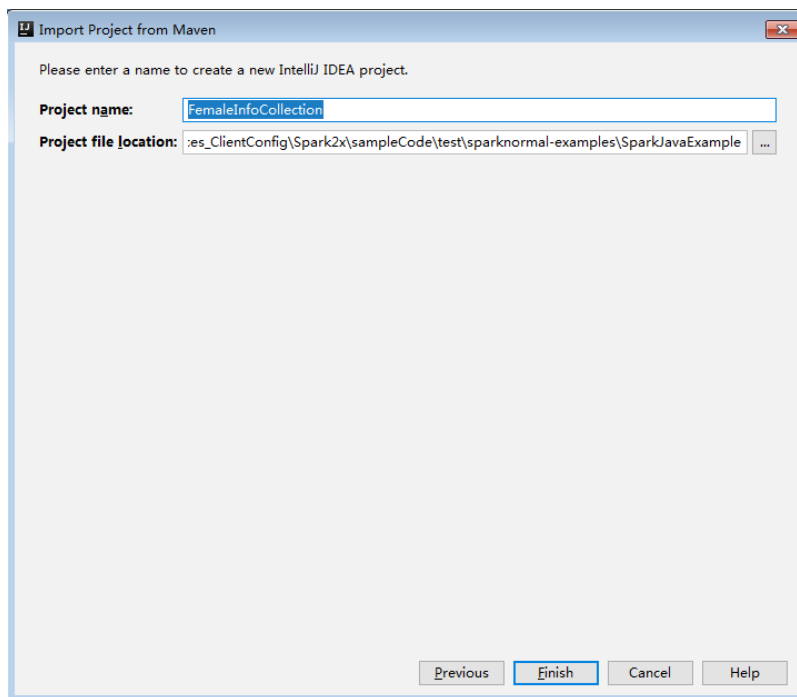 Import Project from Maven
Please enter a name to create a new IntelliJ IDEA project.
Project name: FemaleInfoCollection
Project file location: :es_ClientConfig\Spark2x\sampleCode\test\sparknormal-examples\SparkJavaExample ...
Previous Finish Cancel Help